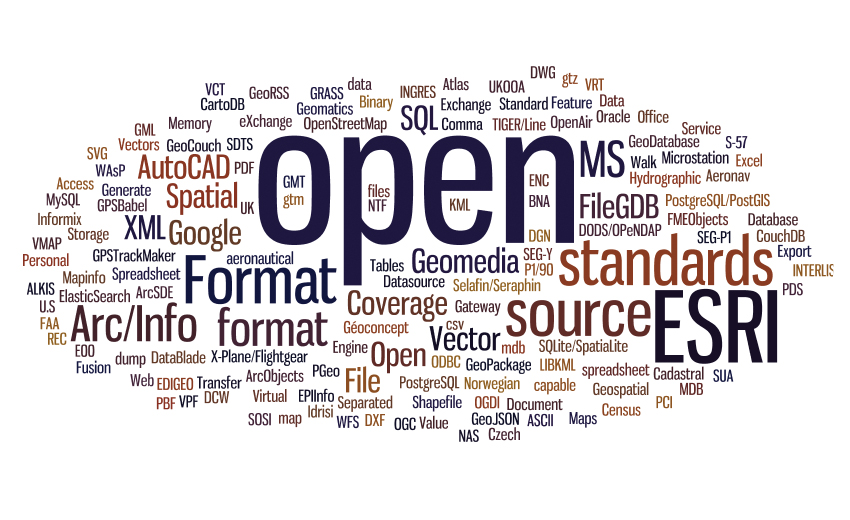 DWG
gtz
VRT
VCT
GeoRSS
GRASS
data
INGRES
Atlas
UKOOA
CartoDB
Geomatics
Binary
Exchange
Standard
Feature
Data
GML
Memory
eXchange
OpenStreetMap
SQL
Comma
TIGER/Line
OpenAir
Oracle
Office
Service
Vectors
GeoCouch
SDTS
open
MS
GeoDatabase
S-57
SVG
WAsP
AutoCAD
PDF
Walk
Microstation
Excel
Access
Generate
Spatial
GMT
files
ENC
Hydrographic
Aeronav
MySQL
GPSBabel
UK
gtm
NTF
KML
BNA
FileGDB
PostgreSQL/PostGIS
Informix
XML
Google
FMEObjects
Database
Storage
DGN
DODS/OPeNDAP
SEG-P1
CouchDB
VMAP
GPSTrackMaker
aeronautical
Geomedia
SEG-Y
standards
Export
Personal
Mapinfo
Spreadsheet
Format
Tables
P1/90
INTERLIS
ALKIS
ElasticSearch
ArcSDE
Datasource
Selafin/Seraphin
PDS
U.S
Coverage
Gateway
source
ESRI
FAA
Arc/Info
format
Géoconcept
csv
REC
Vector
mdb
SQLite/SpatiaLite
EOO
dump
DataBlade
X-Plane/Flightgear
Engine
Open
ODBC
GeoPackage
LIBKML
spreadsheet
Cadastral
SUA
Fusion
Web
EDIGEO
Transfer
ArcObjects
PGeo
File
PostgreSQL
Norwegian
capable
Geospatial
MDB
PBF
VPF
DCW
Virtual
EPIInfo
Separated
Shapefile
OGDI
Document
Census
PCI
SOSI
map
Idrisi
WFS
DXF
OGC
Value
GeoJSON
ASCII
Maps
NAS
Czech